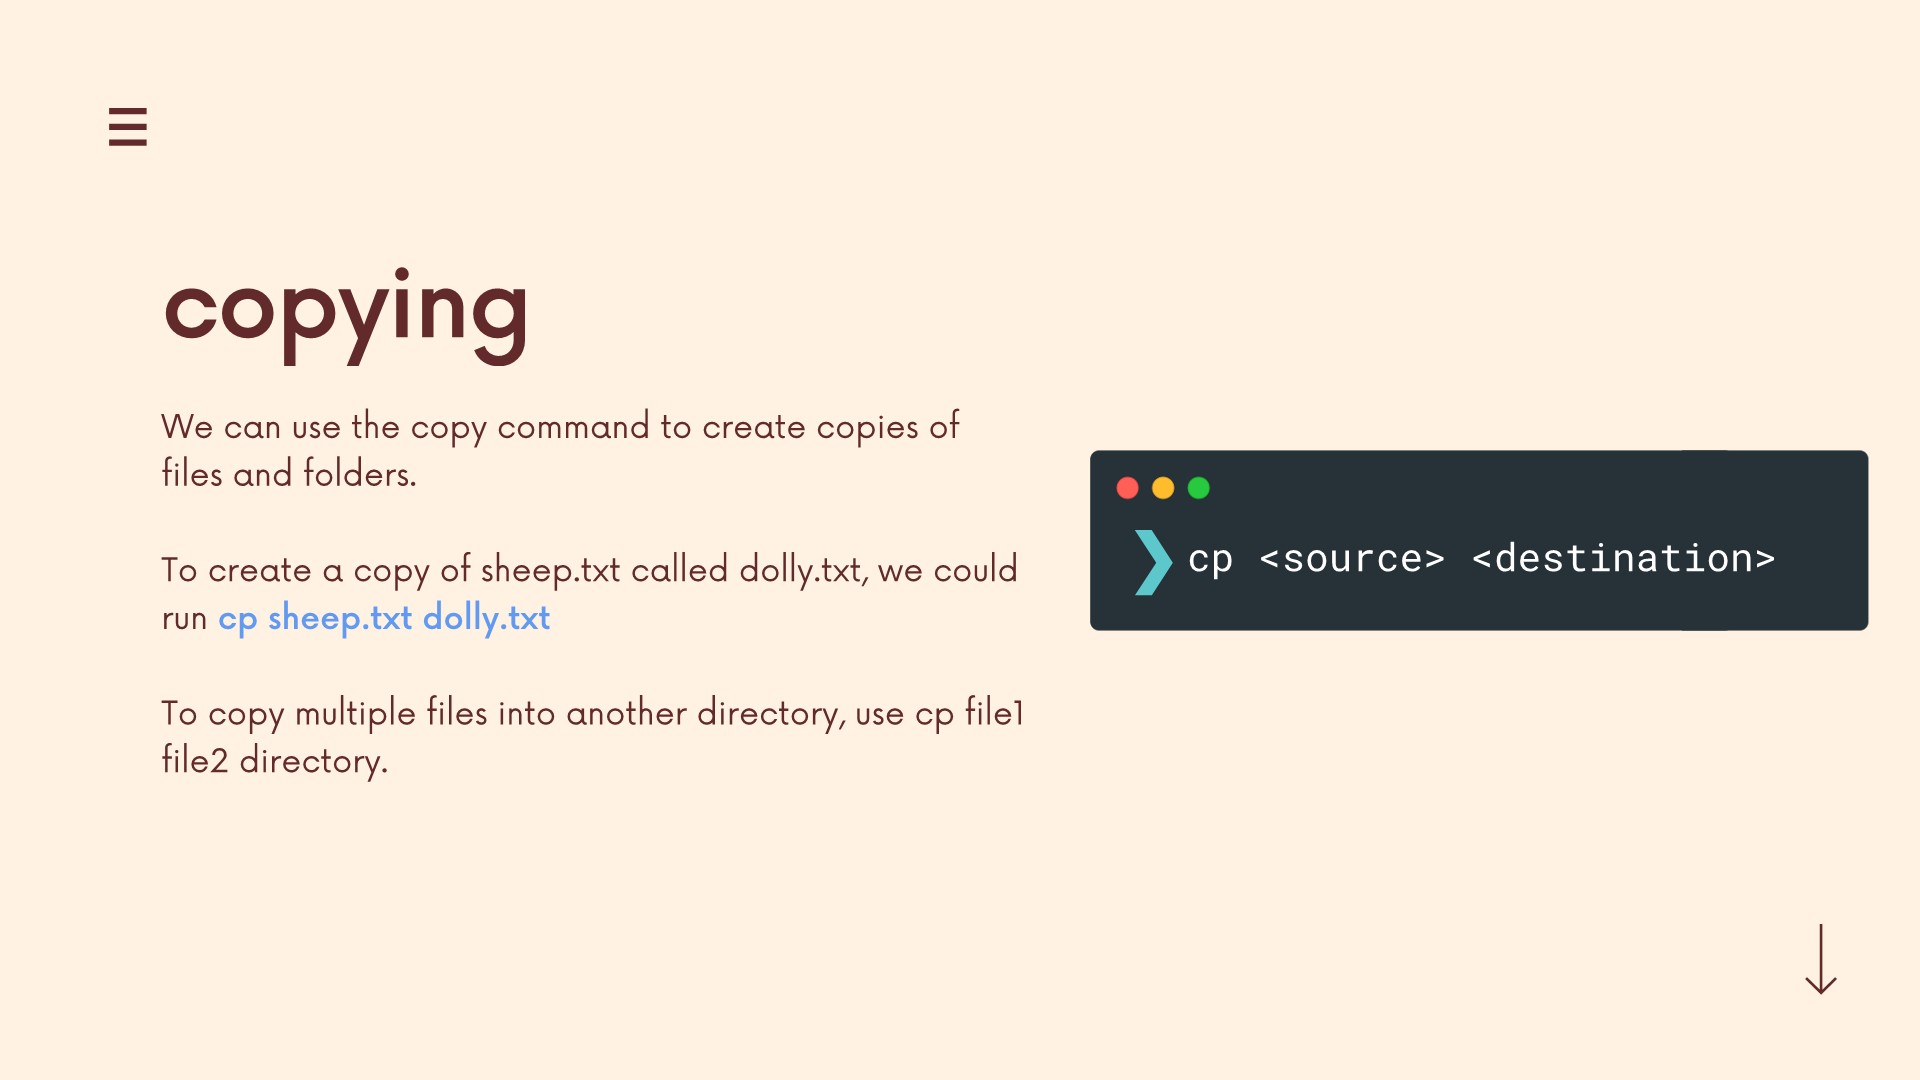 copying
We can use the copy command to create copies of
files and folders.
To create a copy of sheep.txt called dolly.txt, we could
run cp sheep.txt dolly.txt
To copy multiple files into another directory, use cp file1
file2 directory.
❯ cp <source> <destination>